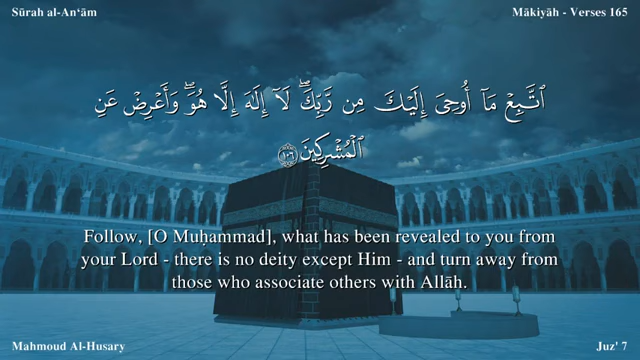 Sūrah al-An‘ām
Mākiyāh - Verses 165
ٱتَّبِعْ مَآ أُوحِىَ إِلَيْكَ مِن رَّبِّكَ ۖ لَآ إِلَٰهَ إِلَّا هُوَ ۖ وَأَعْرِضْ عَنِ
ٱلْمُشْرِكِينَ ١٠٦
Follow, [O Muḥammad], what has been revealed to you from
your Lord - there is no deity except Him - and turn away from
those who associate others with Allāh.
Mahmoud Al-Husary
Juz' 7